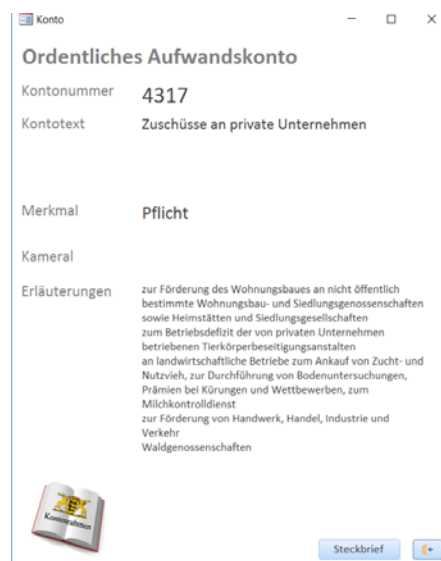 Konto
Ordentliches Aufwandskonto
Kontonummer 4317
Kontotext Zuschüsse an private Unternehmen
Merkmal Pflicht
Kameral
Erläuterungen zur Förderung des Wohnungsbaues an nicht öffentlich
bestimmte Wohnungsbau- und Siedlungsgenossenschaften
sowie Heimstätten und Siedlungsgesellschaften
zum Betriebsdefizit der von privaten Unternehmen
betriebenen Tierkörperbeseitigungsanstalten
an landwirtschaftliche Betriebe zum Ankauf von Zucht- und
Nutzvieh, zur Durchführung von Bodenuntersuchungen,
Prämien bei Kürungen und Wettbewerben, zum
Milchkontrolldienst
zur Förderung von Handwerk, Handel, Industrie und
Verkehr
Waldgenossenschaften
Kontenrahmen
Steckbrief